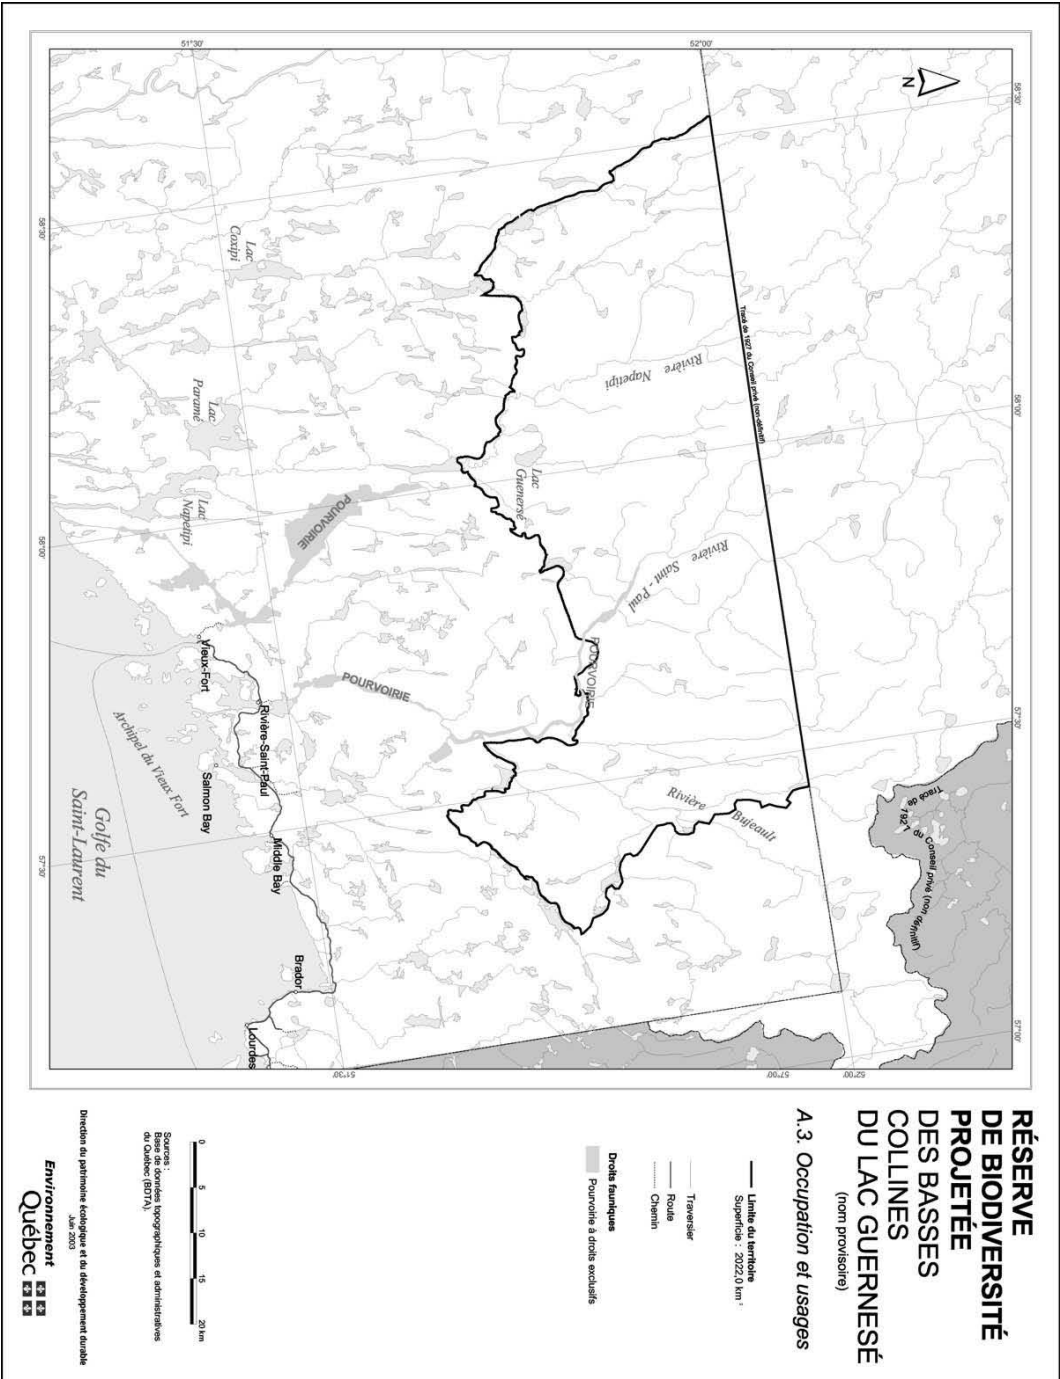 RÉSERVE
DE BIODIVERSITÉ
PROJETÉE
DES BASSES
COLLINES
DU LAC GUERNESÉ
(nom provisoire)
A.3. Occupation et usages
Limite du territoire
Superficie : 2022,0 km²
Traversier
Route
Chemin
Droits fauniques
Pourvoirie à droits exclusifs
0 5 10 15 20 km
Sources :
Base de données topographiques et administratives
du Québec (BDTA).
Direction du patrimoine écologique et du développement durable
Juin 2003
Environnement
Québec
N
58°30'
58°00'
57°30'
57°00'
52°00'
52°00'
51°30'
51°30'
58°30'
58°00'
57°30'
Tracé de 1927 du Conseil privé (non-définitif)
Tracé de 1927 du Conseil privé (non définitif)
Rivière Napetipi
Rivière Saint-Paul
Rivière Bujeault
Lac
Guenersé
Lac
Coxipi
Lac
Paramé
Lac
Napetipi
POURVOIRIE
POURVOIRIE
POURVOIRIE
Vieux-Fort
Rivière-Saint-Paul
Salmon Bay
Middle Bay
Brador
Lourdes
Archipel du Vieux Fort
Golfe du
Saint-Laurent